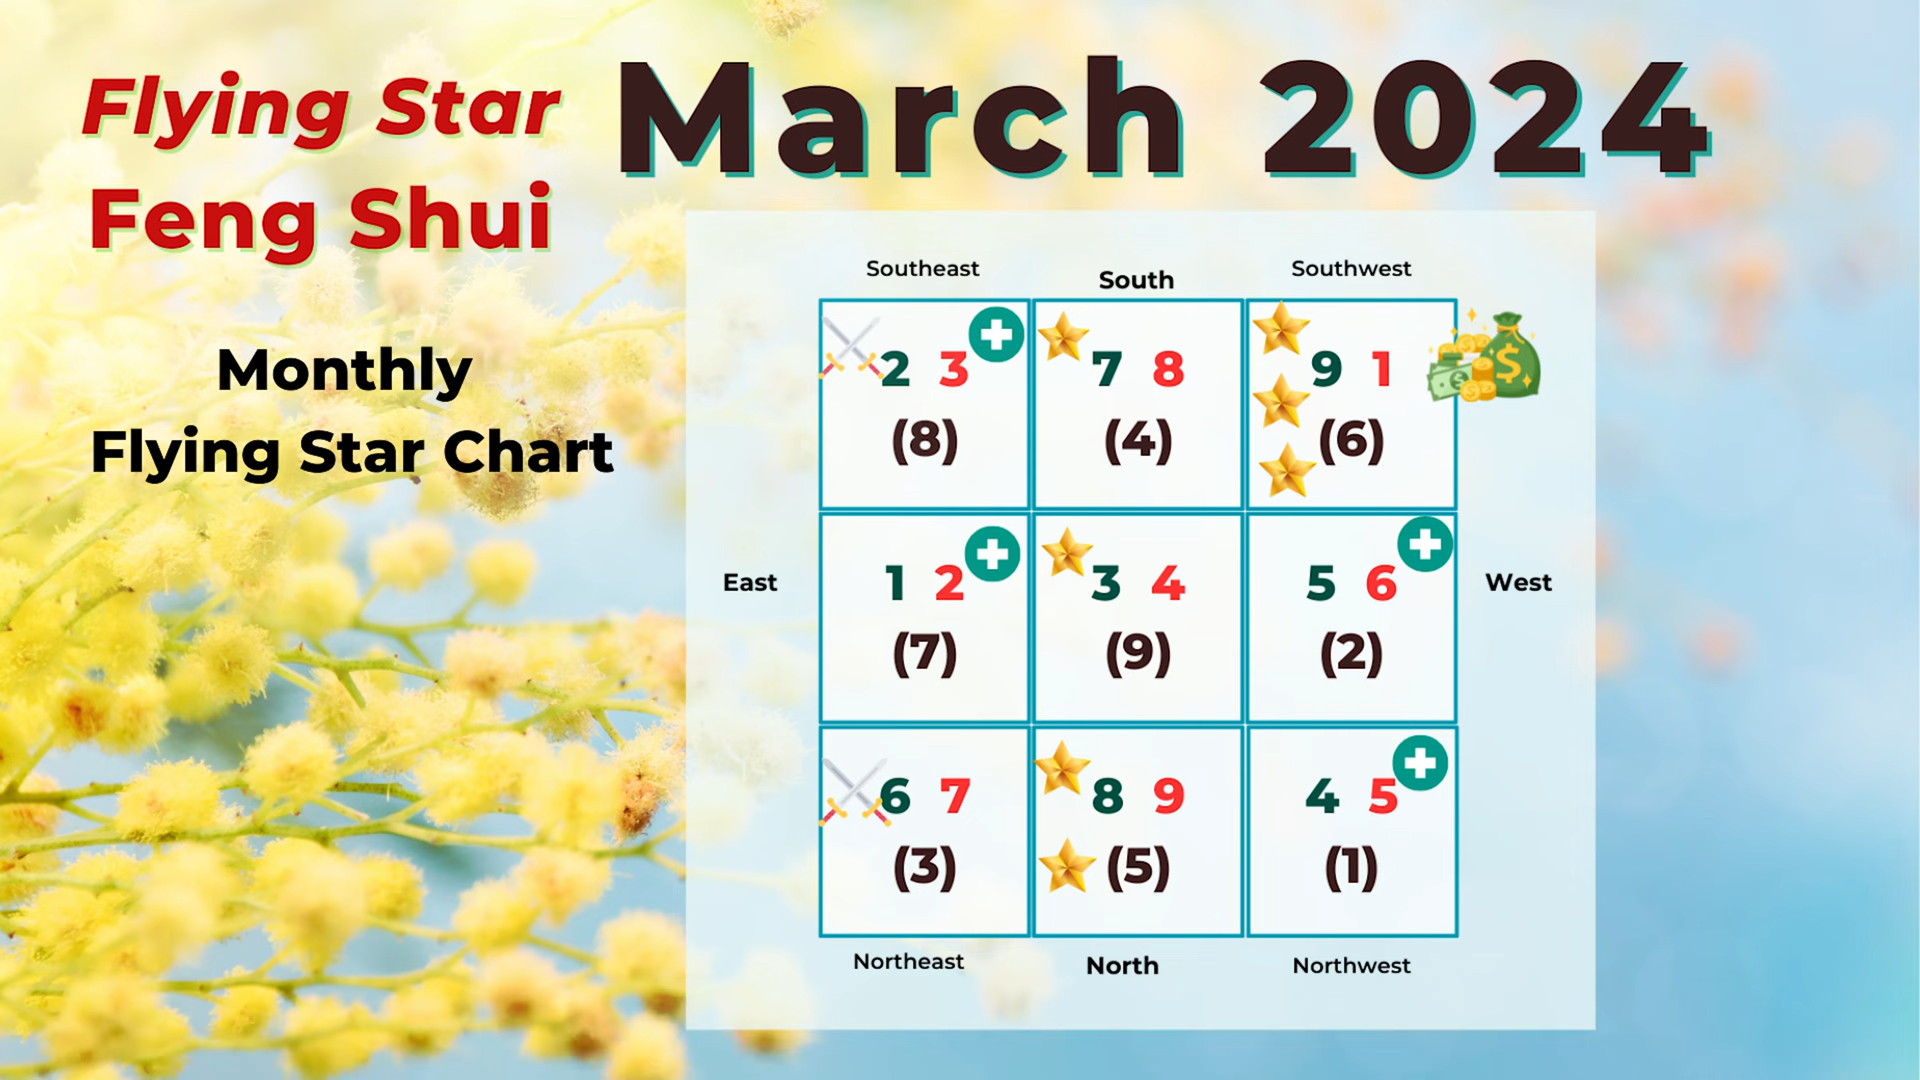 Flying Star
Feng Shui
March 2024
Monthly
Flying Star Chart
Southeast South Southwest
2 3 7 8 9 1
(8) (4) (6)
East 1 2 3 4 5 6 West
(7) (9) (2)
6 7 8 9 4 5
(3) (5) (1)
Northeast North Northwest